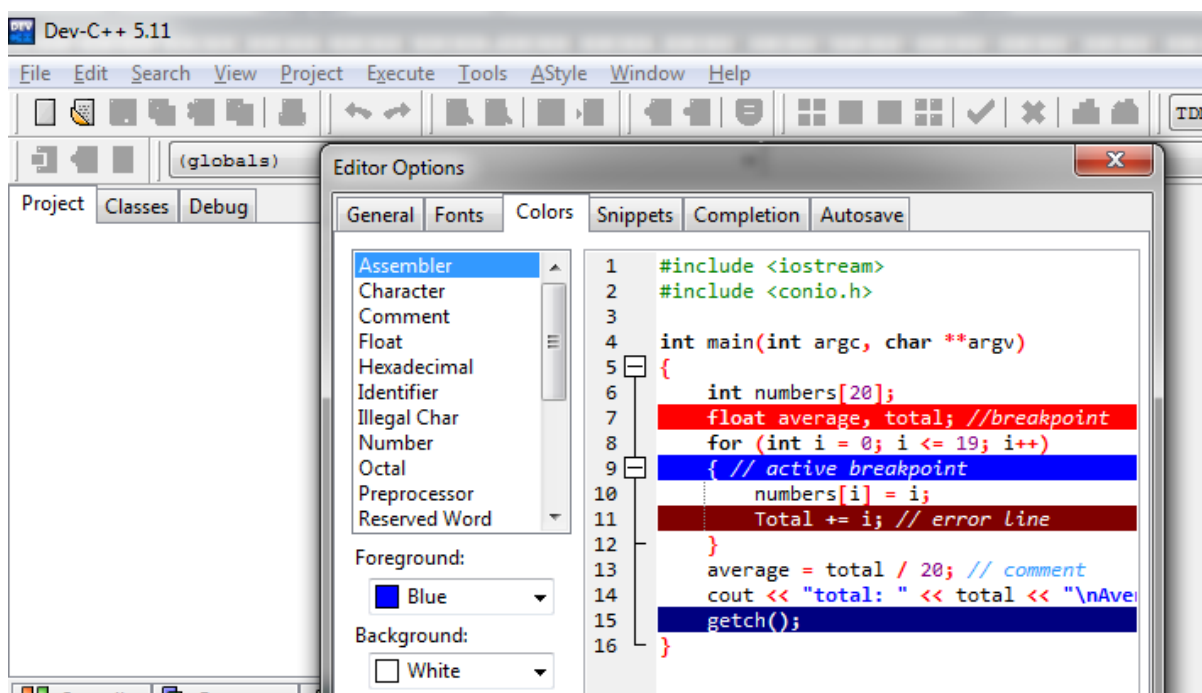 Dev-C++ 5.11
File Edit Search View Project Execute Tools AStyle Window Help
(globals)
Project Classes Debug
Editor Options
General Fonts Colors Snippets Completion Autosave
Assembler
Character
Comment
Float
Hexadecimal
Identifier
Illegal Char
Number
Octal
Preprocessor
Reserved Word
Foreground:
Blue
Background:
White
1 #include <iostream>
2 #include <conio.h>
3
4 int main(int argc, char **argv)
5 {
6 int numbers[20];
7 float average, total; //breakpoint
8 for (int i = 0; i <= 19; i++)
9 { // active breakpoint
10 numbers[i] = i;
11 Total += i; // error line
12 }
13 average = total / 20; // comment
14 cout << "total: " << total << "\nAve
15 getch();
16 }